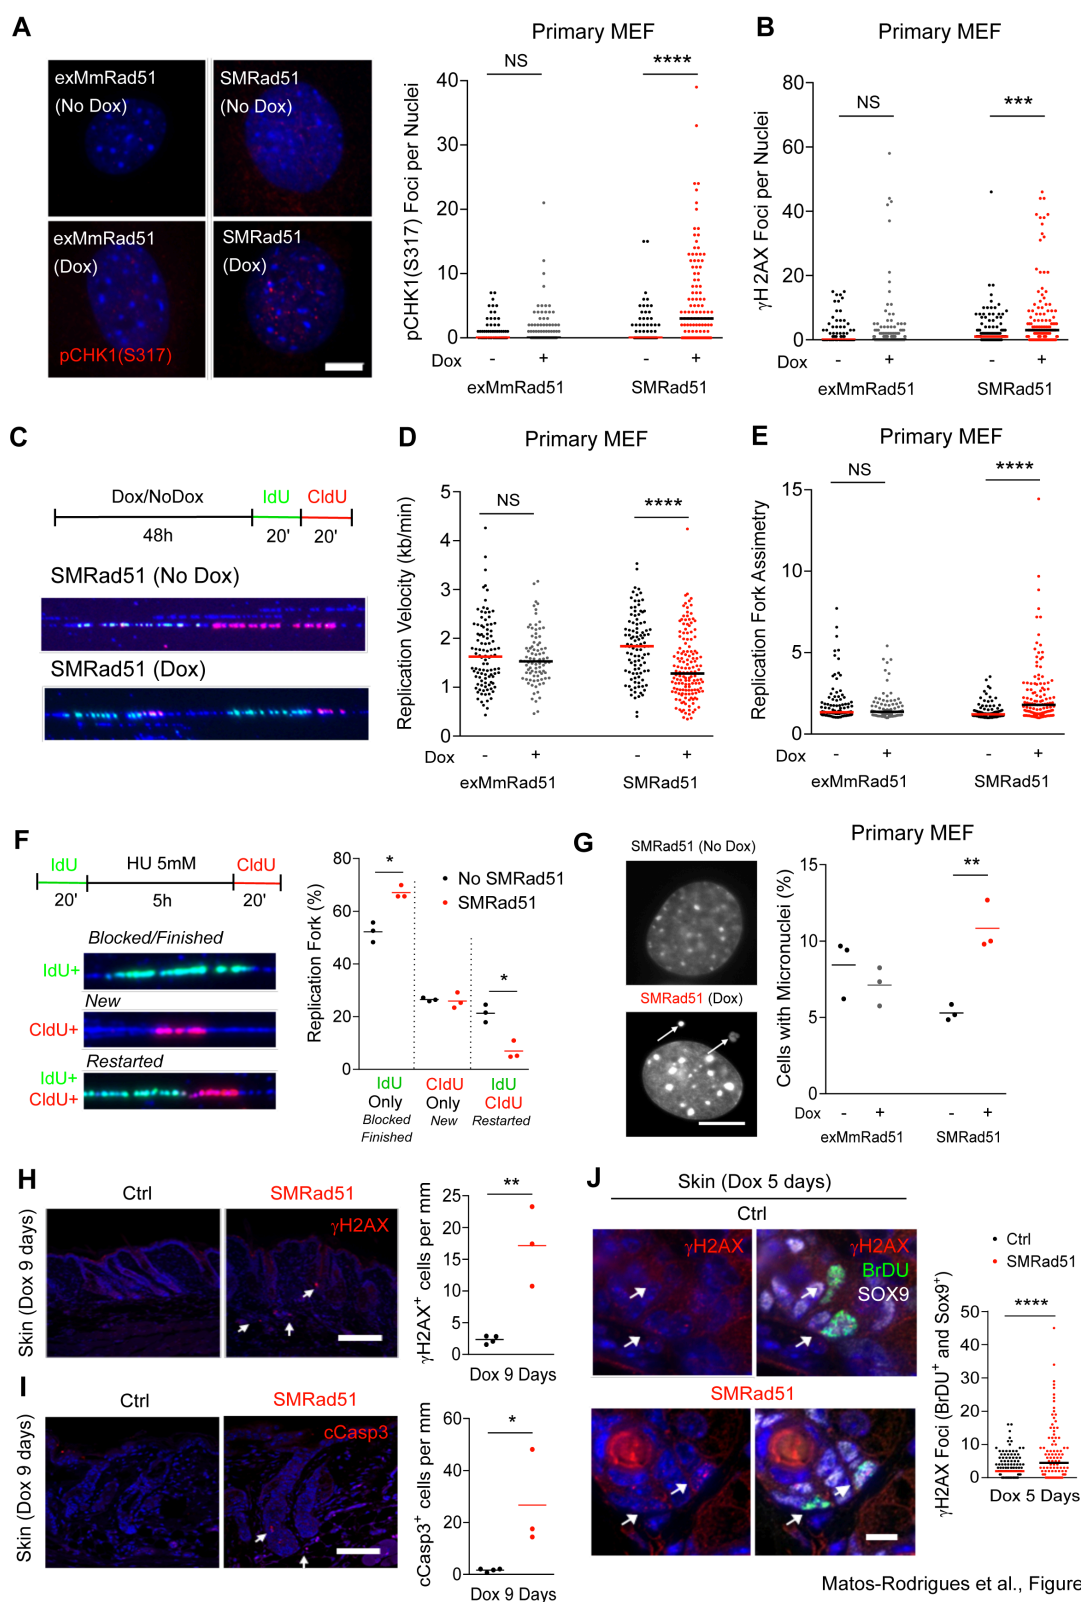 A
exMmRad51
(No Dox)
SMRad51
(No Dox)
exMmRad51
(Dox)
SMRad51
(Dox)
pCHK1(S317)
Primary MEF
NS
****
pCHK1(S317) Foci per Nuclei
40
30
20
10
0
Dox
-
+
-
+
exMmRad51
SMRad51
B
Primary MEF
NS
***
γH2AX Foci per Nuclei
80
60
40
20
0
Dox
-
+
-
+
exMmRad51
SMRad51
C
Dox/NoDox
IdU
CldU
48h
20'
20'
SMRad51 (No Dox)
SMRad51 (Dox)
D
Primary MEF
NS
****
Replication Velocity (kb/min)
5
4
3
2
1
0
Dox
-
+
-
+
exMmRad51
SMRad51
E
Primary MEF
NS
****
Replication Fork Assimetry
15
10
5
0
Dox
-
+
-
+
exMmRad51
SMRad51
F
IdU
HU 5mM
CldU
20'
5h
20'
Blocked/Finished
IdU+
New
CldU+
Restarted
IdU+
CldU+
Replication Fork (%)
80
60
40
20
0
*
*
No SMRad51
SMRad51
IdU
Only
Blocked
Finished
CldU
Only
New
IdU
CldU
Restarted
G
SMRad51 (No Dox)
SMRad51 (Dox)
Primary MEF
**
Cells with Micronuclei (%)
15
10
5
0
Dox
-
+
-
+
exMmRad51
SMRad51
H
Ctrl
SMRad51
Skin (Dox 9 days)
γH2AX
**
γH2AX+ cells per mm
25
20
15
10
5
0
Dox 9 Days
I
Ctrl
SMRad51
Skin (Dox 9 days)
cCasp3
*
cCasp3+ cells per mm
60
40
20
0
Dox 9 Days
J
Skin (Dox 5 days)
Ctrl
γH2AX
γH2AX
BrDU
SOX9
SMRad51
Ctrl
SMRad51
****
γH2AX Foci (BrDU+ and Sox9+)
50
40
30
20
10
0
Dox 5 Days
Matos-Rodrigues et al., Figure